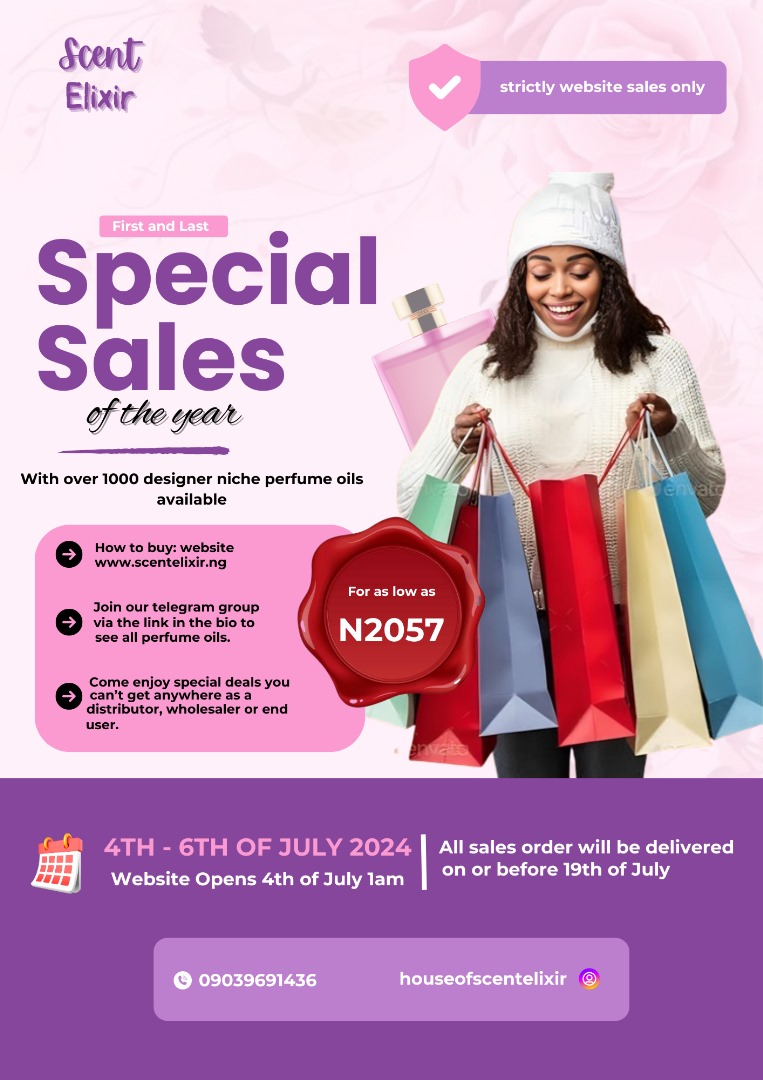 Scent
Elixir
strictly website sales only
First and Last
Special
Sales
of the year
With over 1000 designer niche perfume oils
available
How to buy: website
www.scentelixir.ng
Join our telegram group
via the link in the bio to
see all perfume oils.
Come enjoy special deals you
can’t get anywhere as a
distributor, wholesaler or end
user.
For as low as
N2057
envato
envato
4TH - 6TH OF JULY 2024
Website Opens 4th of July 1am
All sales order will be delivered
on or before 19th of July
09039691436
houseofscentelixir